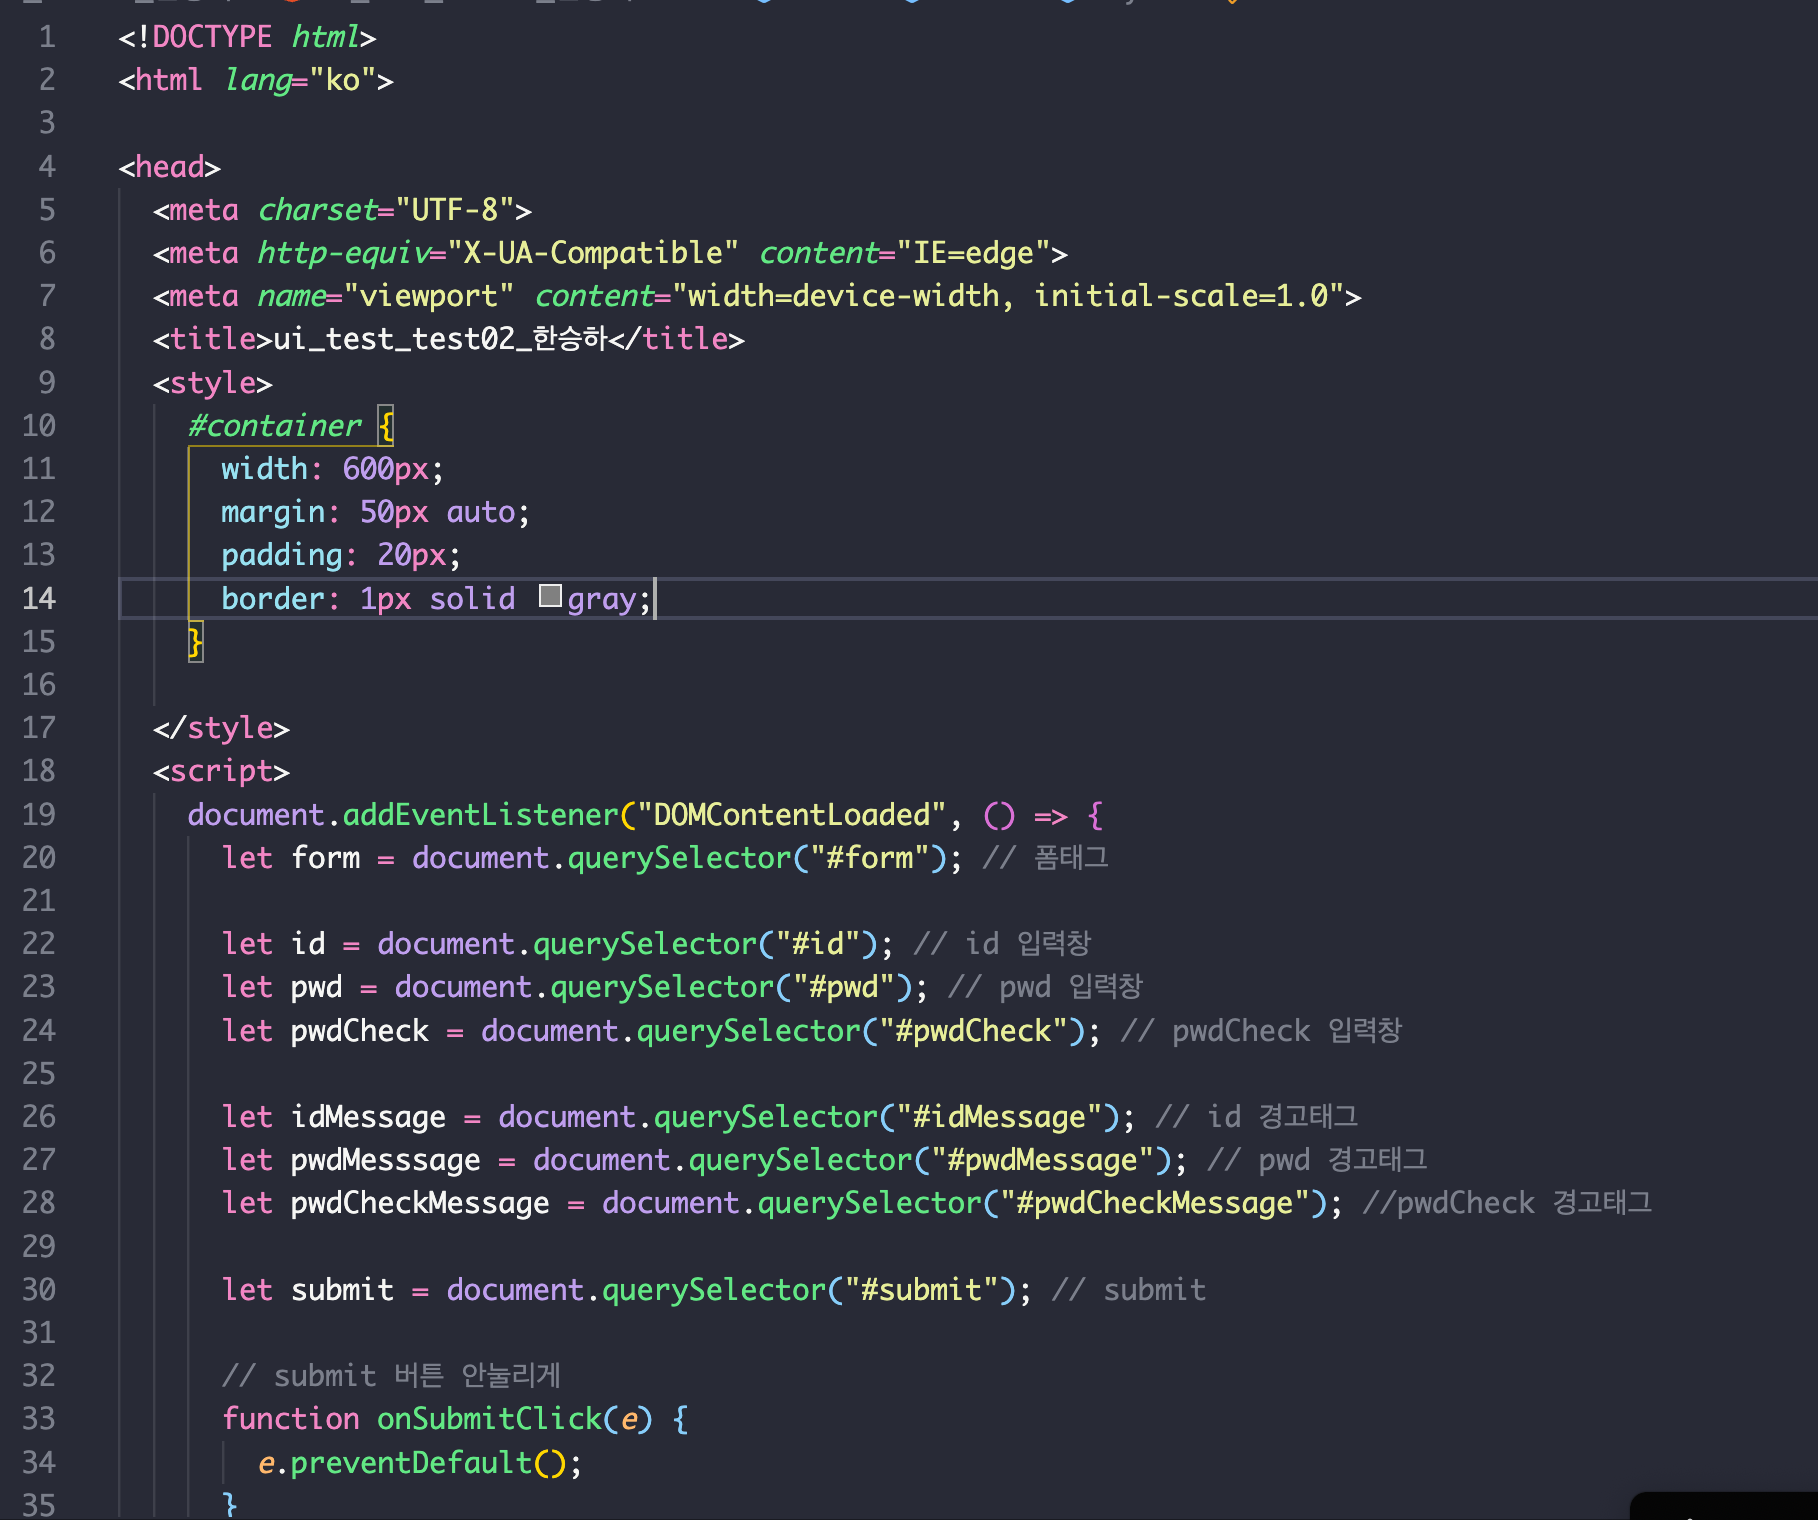 1 <!DOCTYPE html>
2 <html lang="ko">
3
4 <head>
5 <meta charset="UTF-8">
6 <meta http-equiv="X-UA-Compatible" content="IE=edge">
7 <meta name="viewport" content="width=device-width, initial-scale=1.0">
8 <title>ui_test_test02_한승하</title>
9 <style>
10 #container {
11 width: 600px;
12 margin: 50px auto;
13 padding: 20px;
14 border: 1px solid gray;
15 }
16
17 </style>
18 <script>
19 document.addEventListener("DOMContentLoaded", () => {
20 let form = document.querySelector("#form"); // 폼태그
21
22 let id = document.querySelector("#id"); // id 입력창
23 let pwd = document.querySelector("#pwd"); // pwd 입력창
24 let pwdCheck = document.querySelector("#pwdCheck"); // pwdCheck 입력창
25
26 let idMessage = document.querySelector("#idMessage"); // id 경고태그
27 let pwdMesssage = document.querySelector("#pwdMessage"); // pwd 경고태그
28 let pwdCheckMessage = document.querySelector("#pwdCheckMessage"); //pwdCheck 경고태그
29
30 let submit = document.querySelector("#submit"); // submit
31
32 // submit 버튼 안눌리게
33 function onSubmitClick(e) {
34 e.preventDefault();
35 }